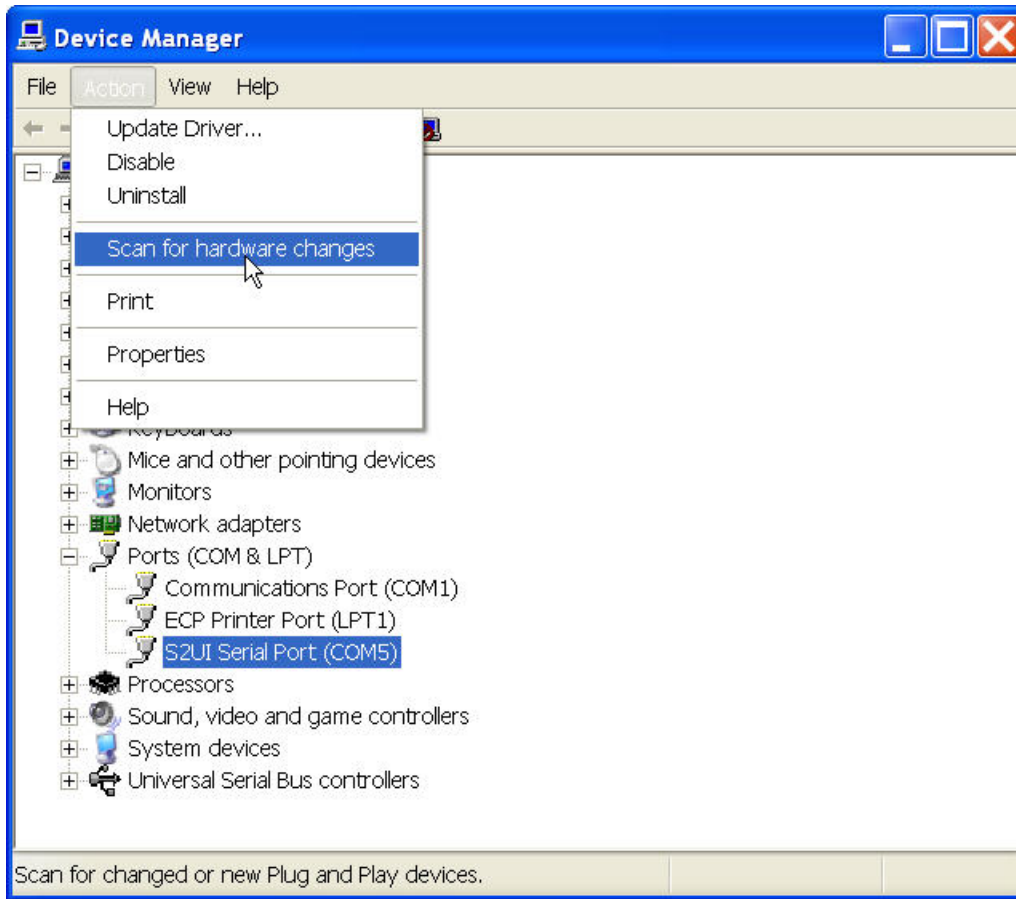 Device Manager
File Action View Help
Update Driver...
Disable
Uninstall
Scan for hardware changes
Print
Properties
Help
Keyboards
Mice and other pointing devices
Monitors
Network adapters
Ports (COM & LPT)
Communications Port (COM1)
ECP Printer Port (LPT1)
S2UI Serial Port (COM5)
Processors
Sound, video and game controllers
System devices
Universal Serial Bus controllers
Scan for changed or new Plug and Play devices.